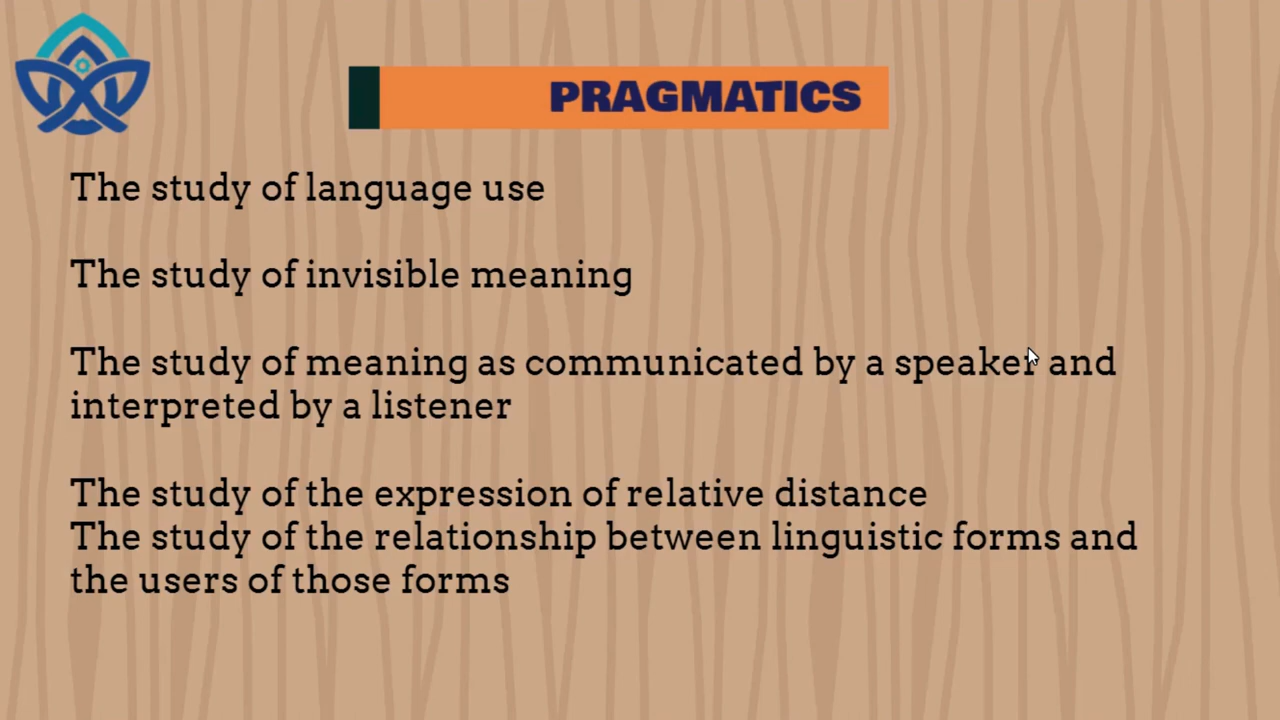 PRAGMATICS
The study of language use
The study of invisible meaning
The study of meaning as communicated by a speaker and
interpreted by a listener
The study of the expression of relative distance
The study of the relationship between linguistic forms and
the users of those forms